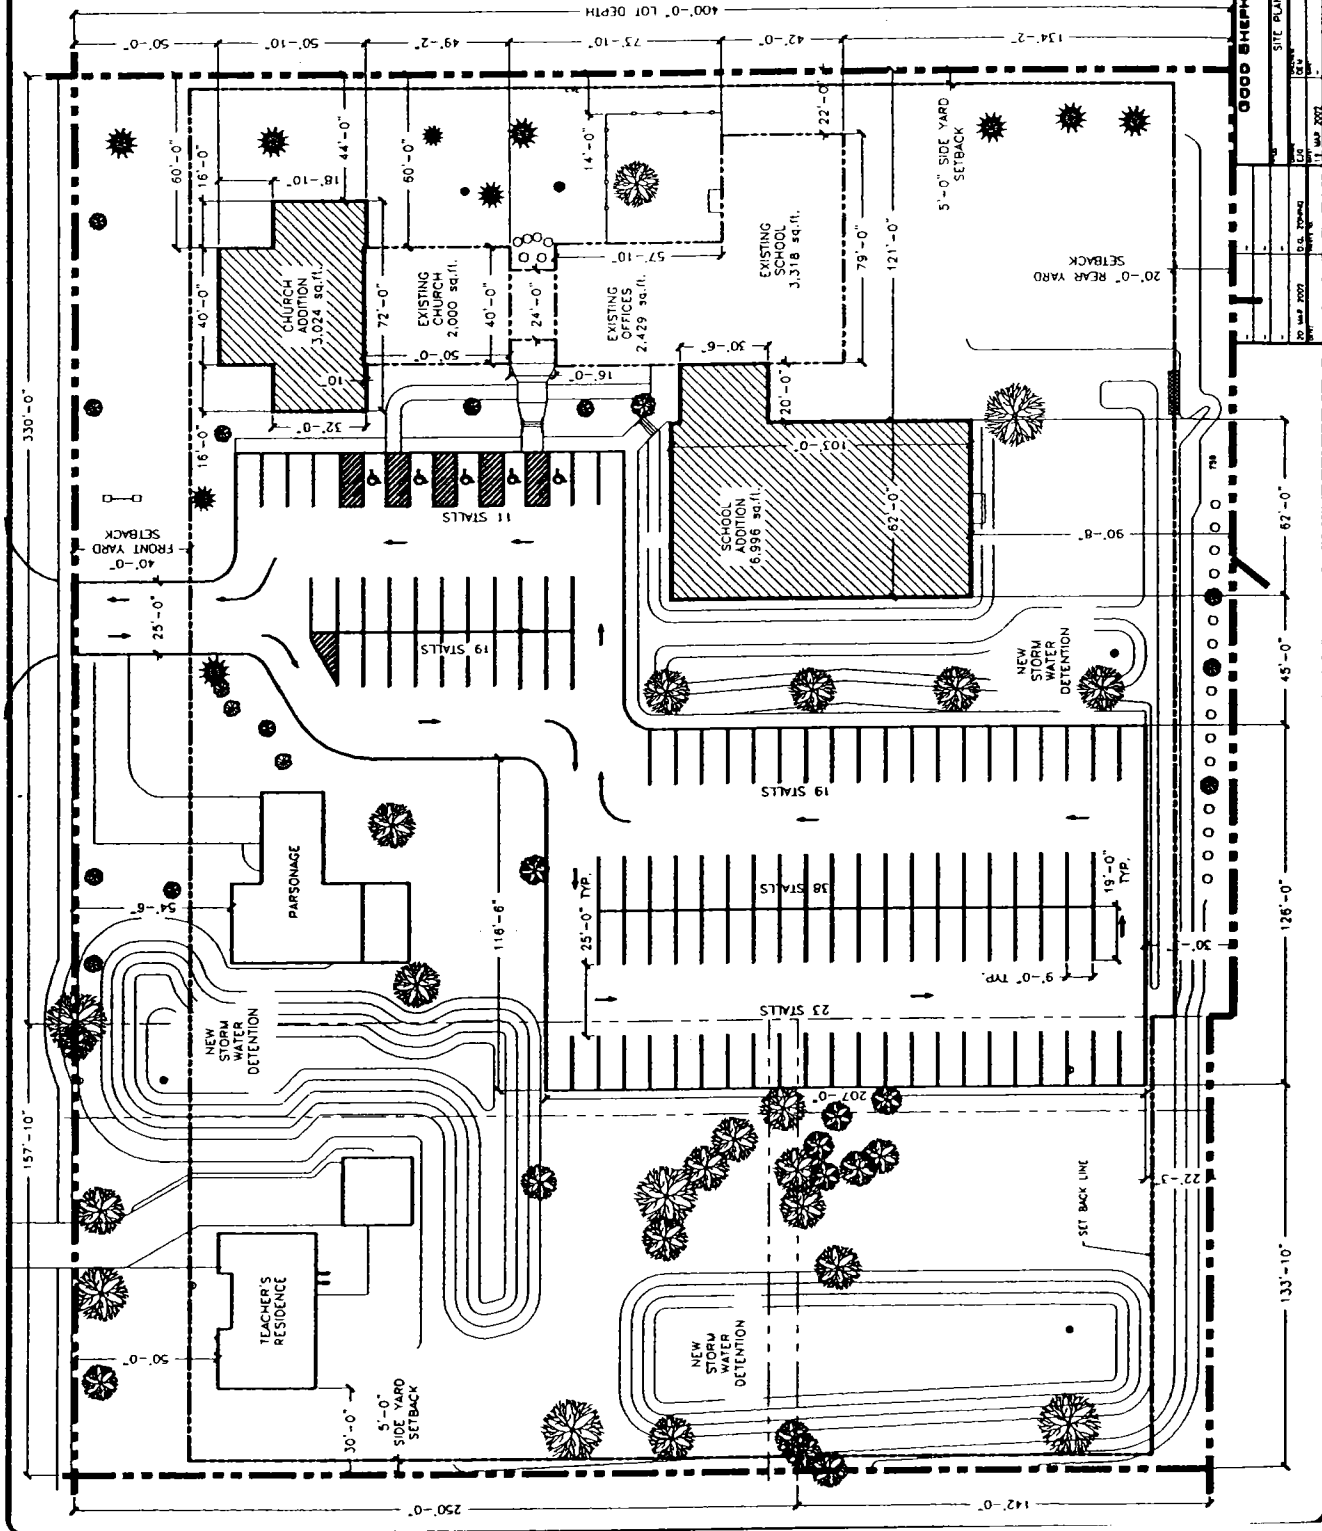 400'-0" LOT DEPTH
50'-0"
50'-10"
49'-2"
73'-10"
42'-0"
134'-2"
330'-0"
157'-10"
60'-0"
16'-0"
44'-0"
18'-10"
60'-0"
14'-0"
22'-0"
5'-0" SIDE YARD
SETBACK
CHURCH
ADDITION
3,024 sq.ft.
40'-0"
72'-0"
EXISTING
CHURCH
2,000 sq.ft.
40'-0"
24'-0"
57'-10"
EXISTING
OFFICES
2,429 sq.ft.
EXISTING
SCHOOL
3,318 sq.ft.
79'-0"
121'-0"
20'-0" REAR YARD
SETBACK
50'-0"
10"
16'-0"
30'-6"
20'-0"
32'-0"
16'-0"
103'-0"
SCHOOL
ADDITION
6,996 sq.ft.
62'-0"
90'-8"
62'-0"
40'-0"
FRONT YARD
SETBACK
11 STALLS
25'-0"
19 STALLS
NEW
STORM
WATER
DETENTION
45'-0"
19 STALLS
PARSONAGE
54'-6"
116'-6"
38 STALLS
25'-0" TYP.
19'-0"
TYP.
9'-0" TYP.
30'-0"
126'-0"
23 STALLS
NEW
STORM
WATER
DETENTION
207'-0"
22'-3"
SET BACK LINE
TEACHER'S
RESIDENCE
50'-0"
30'-0"
5'-0"
SIDE YARD
SETBACK
NEW
STORM
WATER
DETENTION
133'-10"
250'-0"
142'-0"
GOOD SHEPH
SITE PLAN
20 MAR 2002